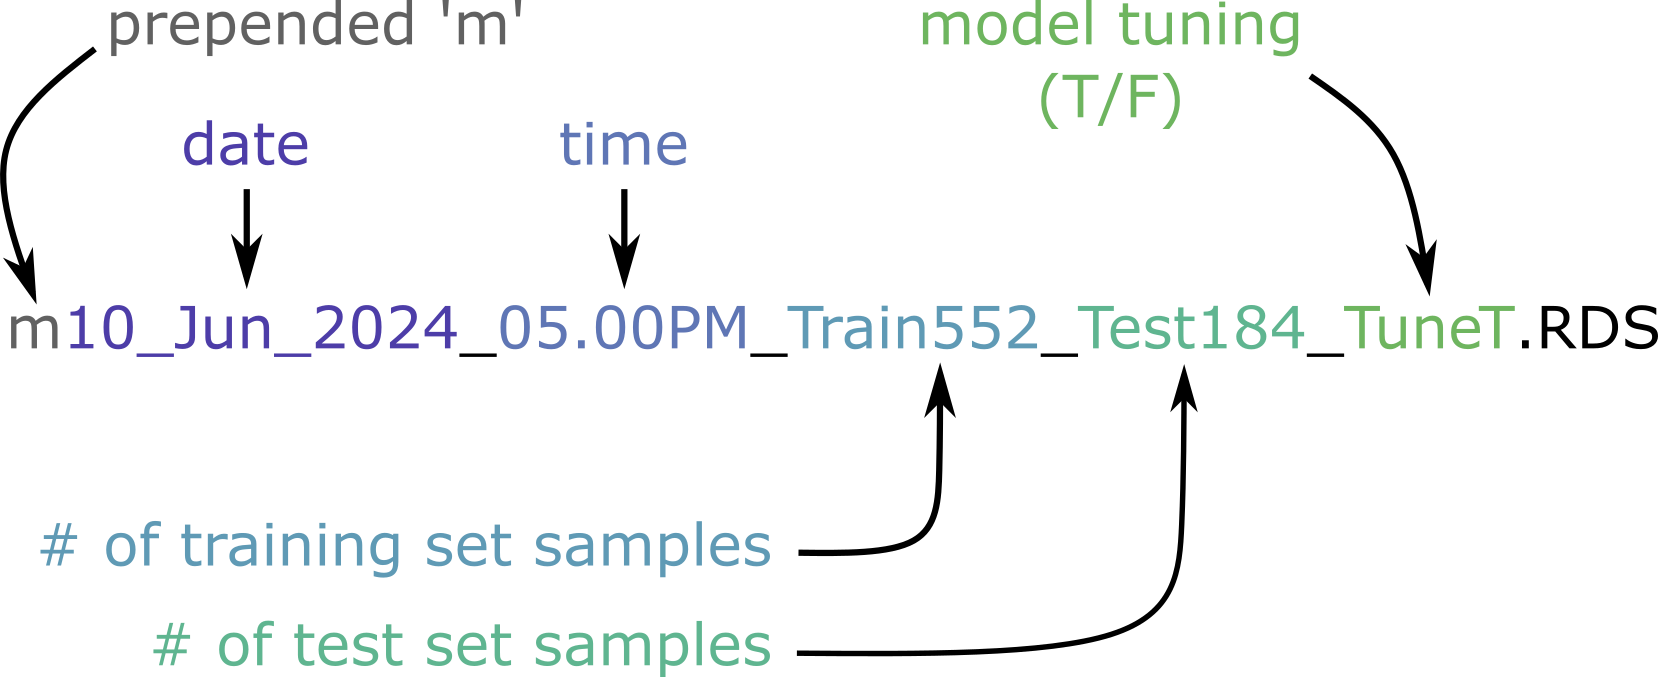 prepended 'm'
model tuning
(T/F)
date
time
m10_Jun_2024_05.00PM_Train552_Test184_TuneT.RDS
# of training set samples
# of test set samples